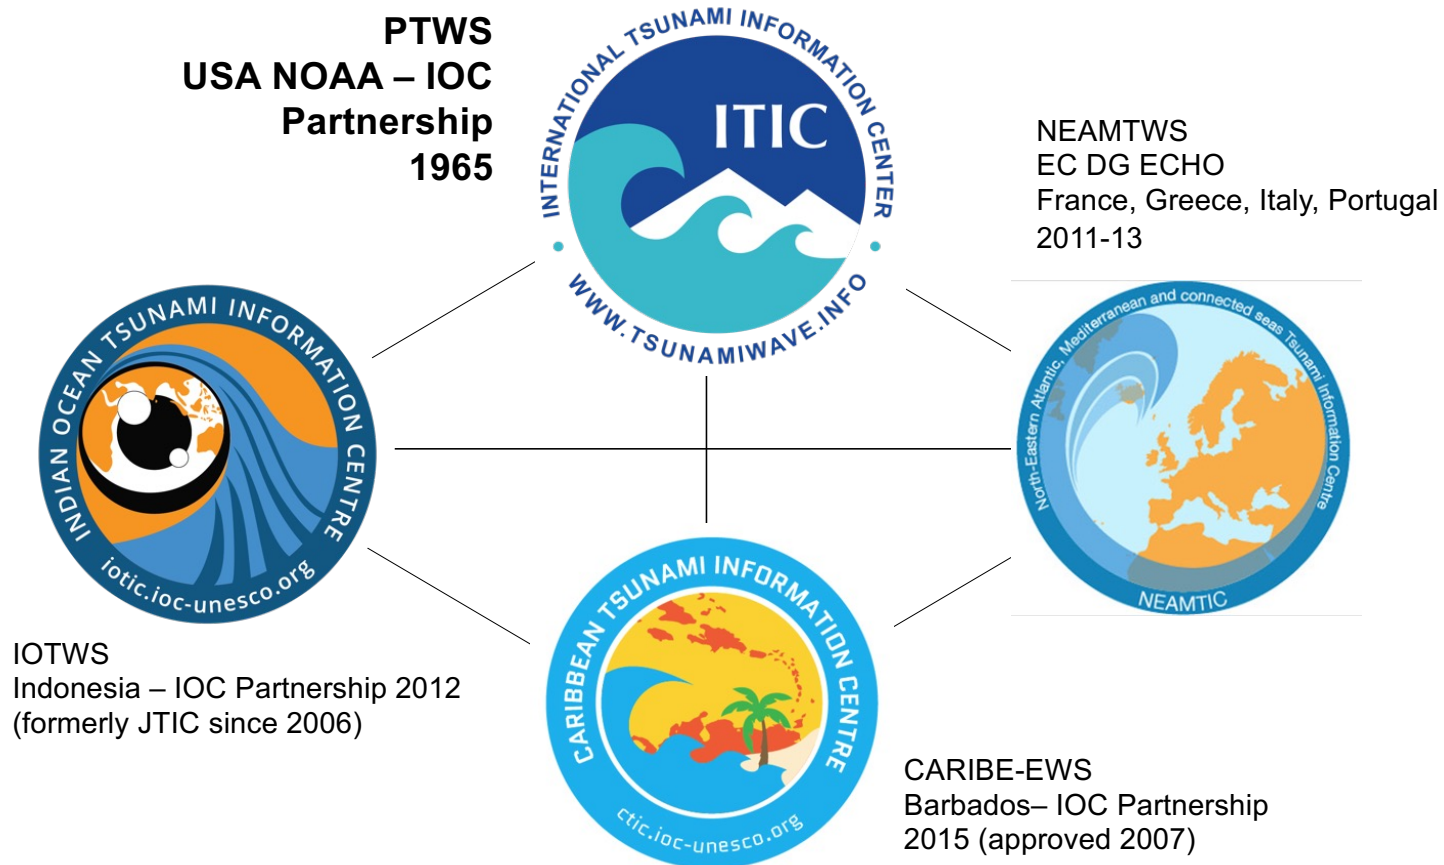 PTWS
USA NOAA – IOC
Partnership
1965
INTERNATIONAL TSUNAMI INFORMATION CENTER
ITIC
WWW.TSUNAMIWAVE.INFO
NEAMTWS
EC DG ECHO
France, Greece, Italy, Portugal
2011-13
INDIAN OCEAN TSUNAMI INFORMATION CENTRE
iotic.ioc-unesco.org
North-Eastern Atlantic, Mediterranean and connected seas Tsunami Information Centre
NEAMTIC
IOTWS
Indonesia – IOC Partnership 2012
(formerly JTIC since 2006)
CARIBBEAN TSUNAMI INFORMATION CENTRE
ctic.ioc-unesco.org
CARIBE-EWS
Barbados– IOC Partnership
2015 (approved 2007)